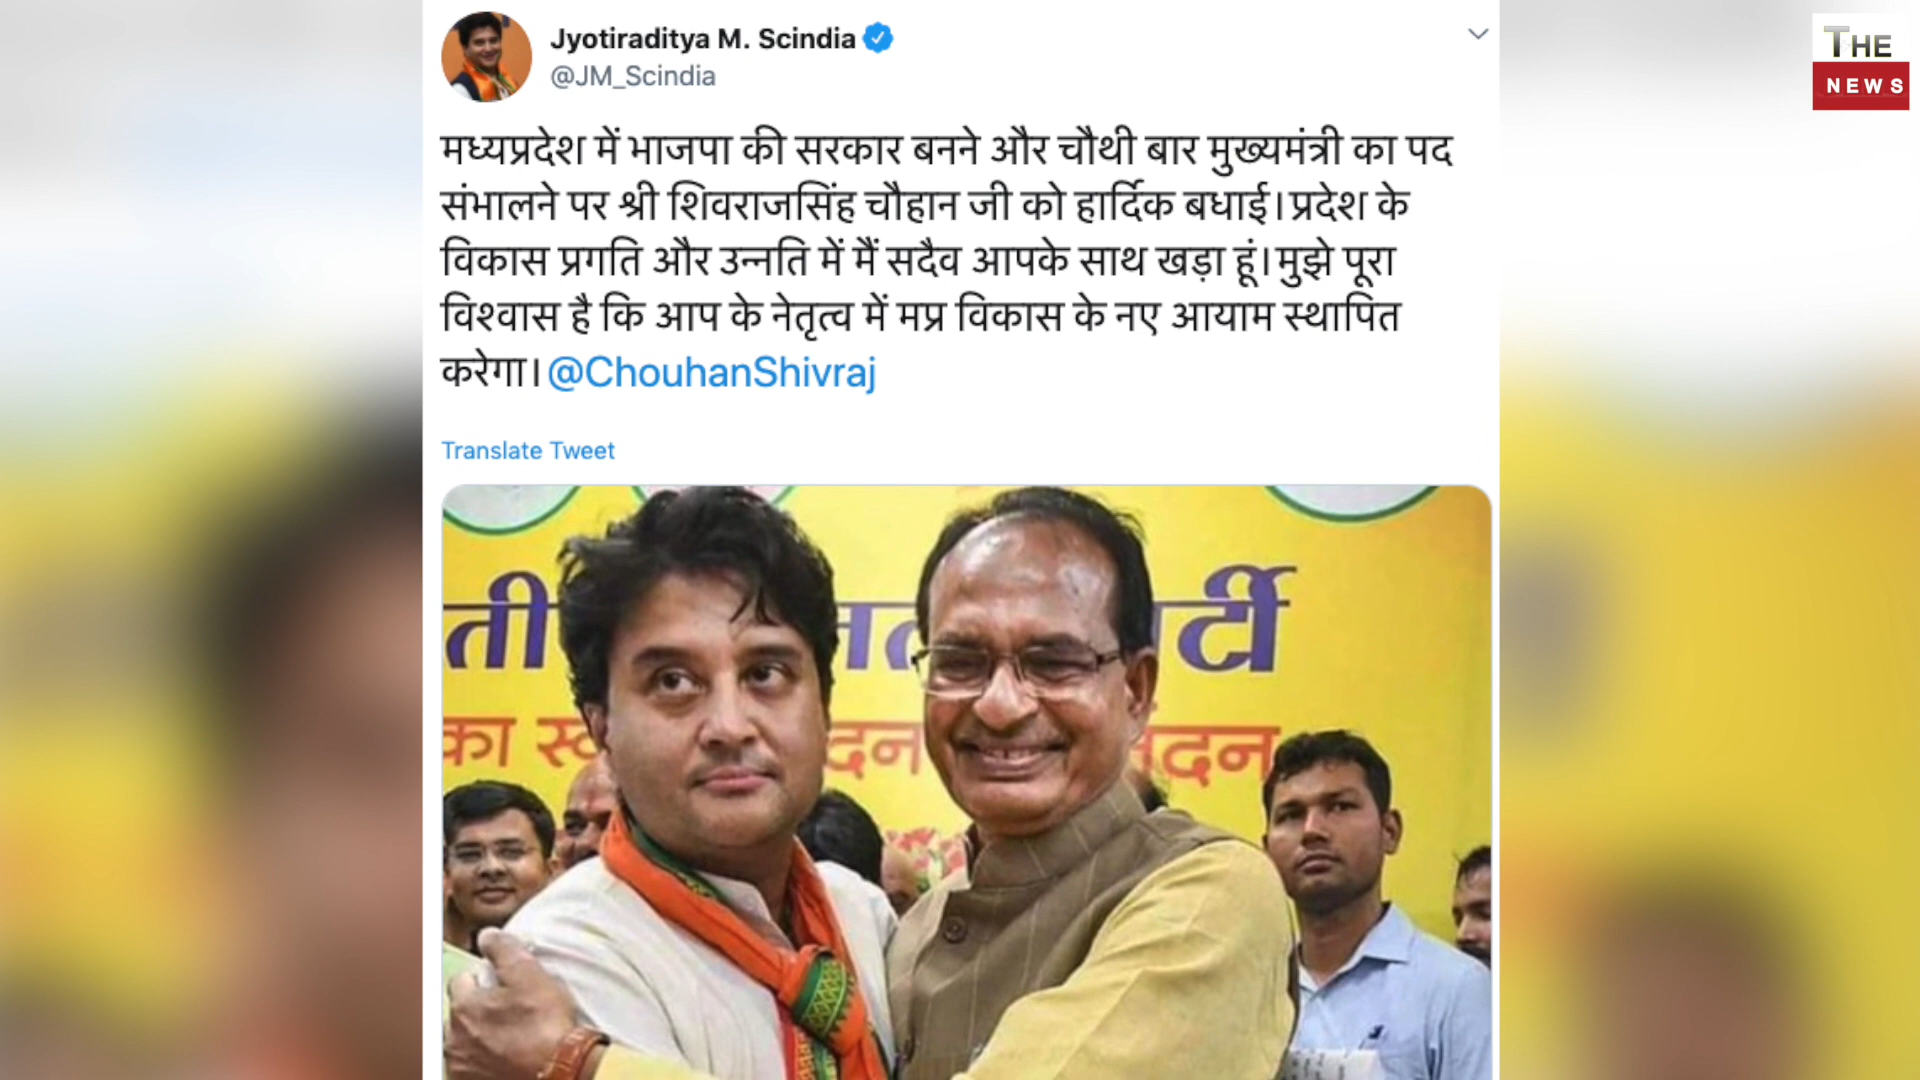 Jyotiraditya M. Scindia
@JM_Scindia
मध्यप्रदेश में भाजपा की सरकार बनने और चौथी बार मुख्यमंत्री का पद
संभालने पर श्री शिवराजसिंह चौहान जी को हार्दिक बधाई। प्रदेश के
विकास प्रगति और उन्नति में मैं सदैव आपके साथ खड़ा हूं। मुझे पूरा
विश्वास है कि आप के नेतृत्व में मप्र विकास के नए आयाम स्थापित
करेगा। @ChouhanShivraj
Translate Tweet
THE
NEWS
का